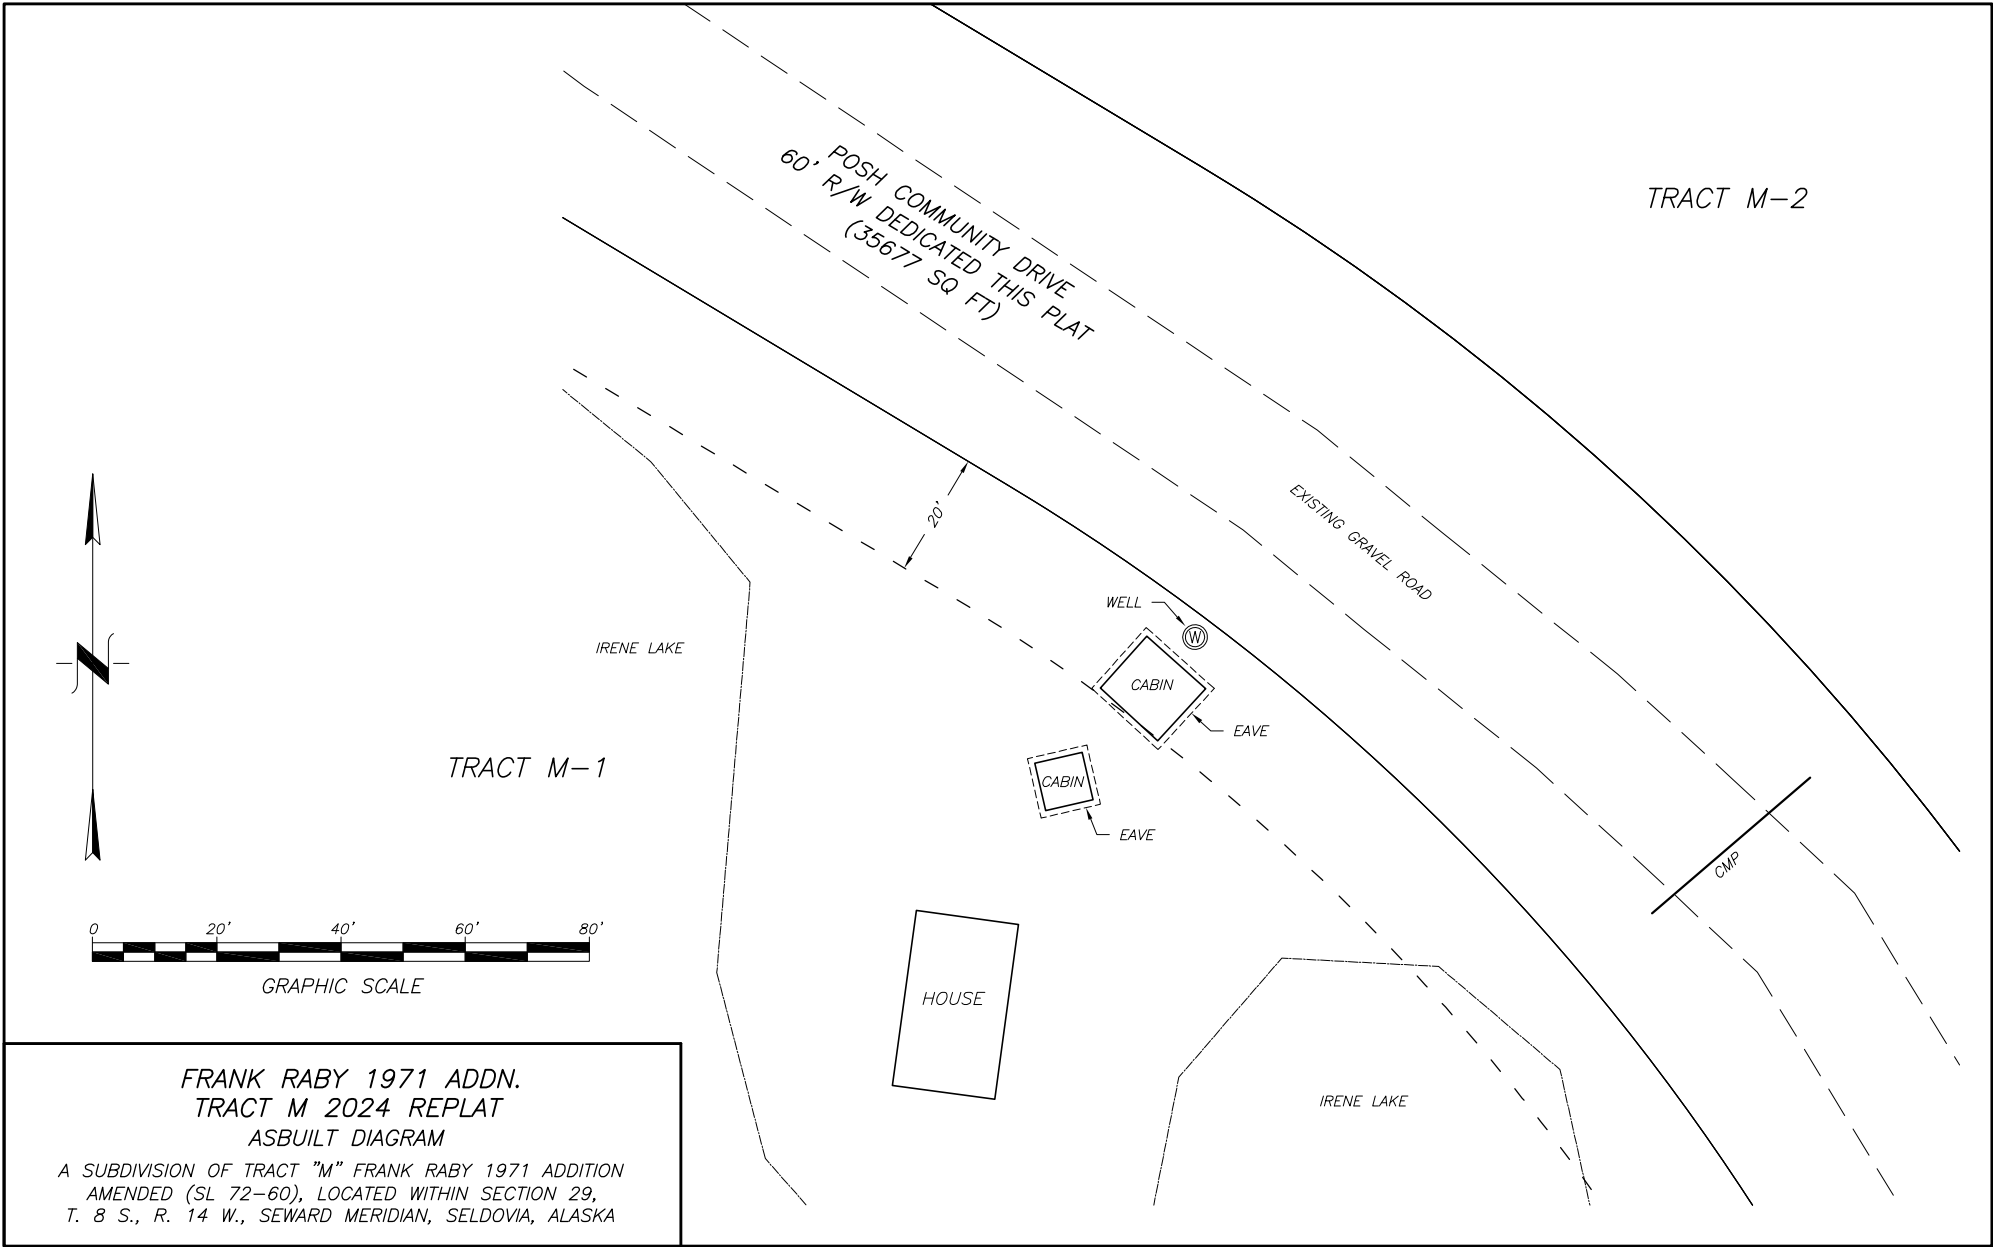 POSH COMMUNITY DRIVE
60' R/W DEDICATED THIS PLAT
(35677 SQ FT)
TRACT M-2
EXISTING GRAVEL ROAD
20'
WELL
W
CABIN
EAVE
CABIN
EAVE
IRENE LAKE
TRACT M-1
N
CMP
0 20' 40' 60' 80'
GRAPHIC SCALE
HOUSE
IRENE LAKE
FRANK RABY 1971 ADDN.
TRACT M 2024 REPLAT
ASBUILT DIAGRAM
A SUBDIVISION OF TRACT "M" FRANK RABY 1971 ADDITION
AMENDED (SL 72-60), LOCATED WITHIN SECTION 29,
T. 8 S., R. 14 W., SEWARD MERIDIAN, SELDOVIA, ALASKA